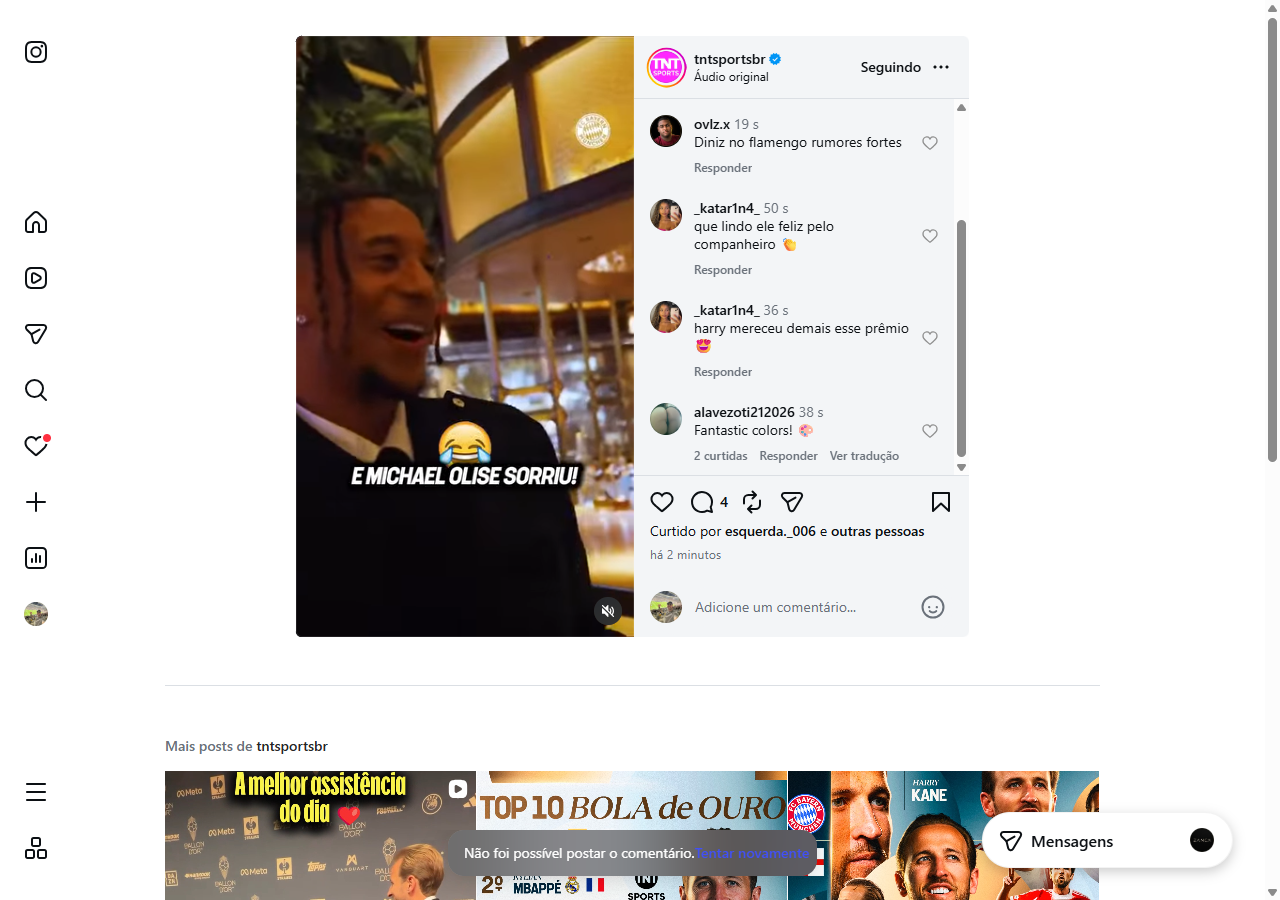 tntsportsbr
Áudio original
Seguindo
TNT
SPORTS
ovlz.x 19 s
Diniz no flamengo rumores fortes
Responder
_katar1n4_ 50 s
que lindo ele feliz pelo
companheiro 👏
Responder
_katar1n4_ 36 s
harry mereceu demais esse prêmio
😍
Responder
alavezoti212026 38 s
Fantastic colors! 🎨
2 curtidas Responder Ver tradução
😂
E MICHAEL OLISE SORRIU!
4
Curtido por esquerda._006 e outras pessoas
há 2 minutos
Adicione um comentário...
Mais posts de tntsportsbr
A melhor assistência
do dia ❤️
TOP 10 BOLA de OURO
2º
MBAPPÉ
TNT
SPORTS
HARRY
KANE
Não foi possível postar o comentário. Tentar novamente
Mensagens